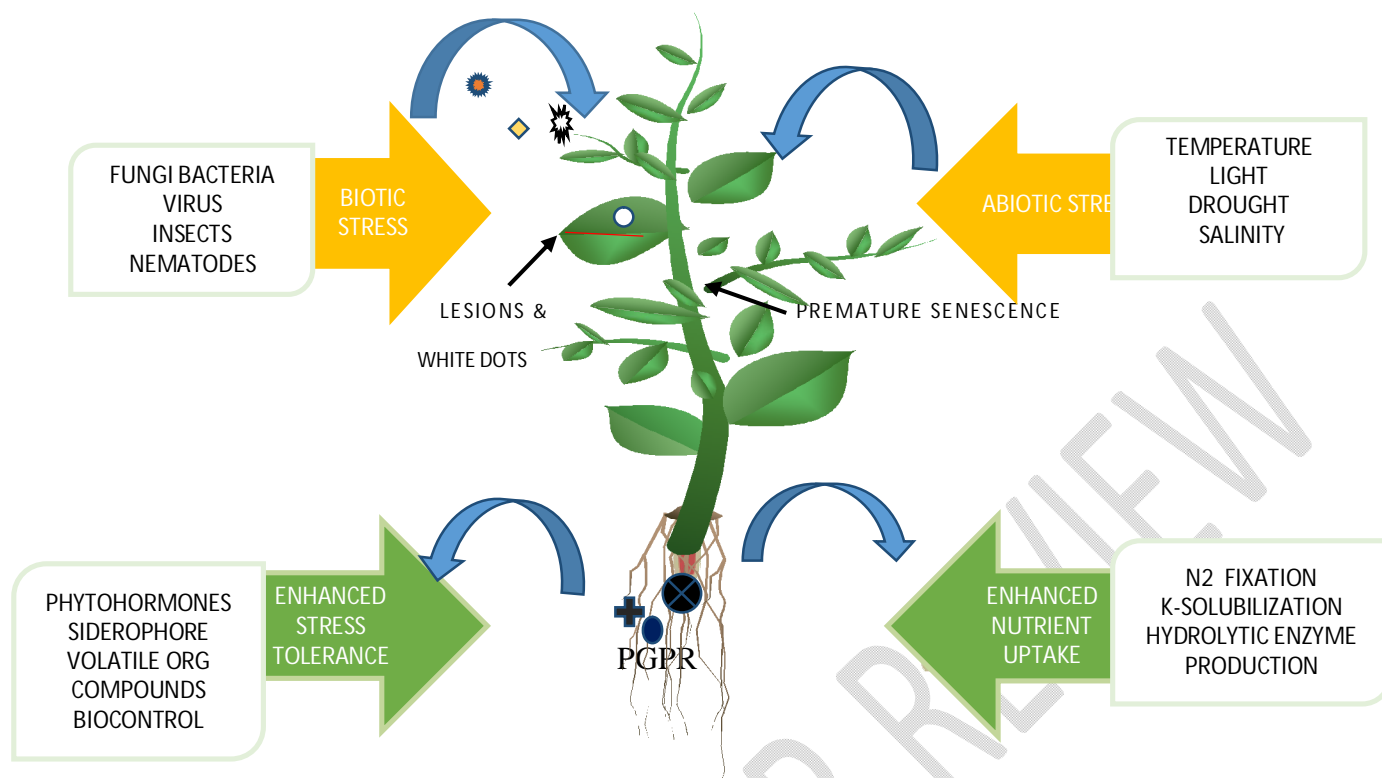 FUNGI BACTERIA
VIRUS
INSECTS
NEMATODES
BIOTIC
STRESS
ABIOTIC STRE
TEMPERATURE
LIGHT
DROUGHT
SALINITY
LESIONS &
WHITE DOTS
PREMATURE SENESCENCE
PHYTOHORMONES
SIDEROPHORE
VOLATILE ORG
COMPOUNDS
BIOCONTROL
ENHANCED
STRESS
TOLERANCE
PGPR
ENHANCED
NUTRIENT
UPTAKE
N2 FIXATION
K-SOLUBILIZATION
HYDROLYTIC ENZYME
PRODUCTION
REVIEW